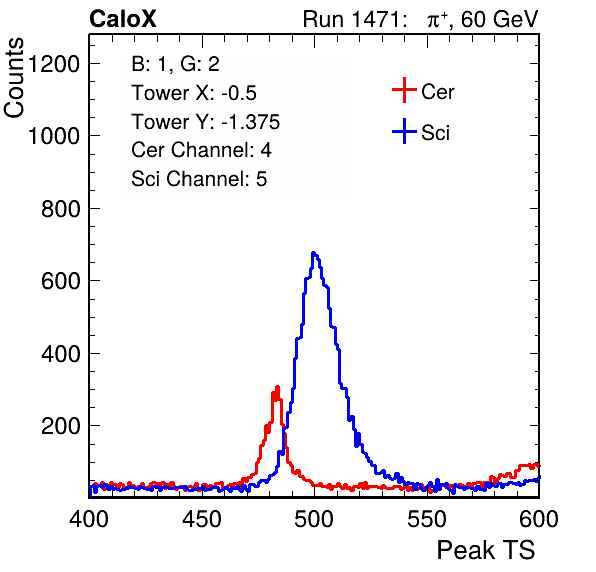 CaloX Run 1471: π⁺, 60 GeV
Counts
B: 1, G: 2
Tower X: -0.5
Tower Y: -1.375
Cer Channel: 4
Sci Channel: 5
Cer
Sci
1200
1000
800
600
400
200
400 450 500 550 600
Peak TS